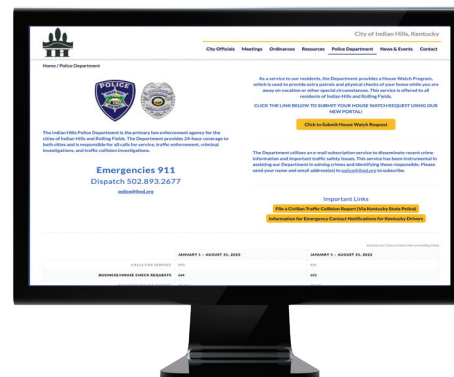 City of Indian Hills, Kentucky
IH
City Officials Meetings Ordinances Resources Police Department News & Events Contact
Home / Police Department
POLICE
The Indian Hills Police Department is the primary law enforcement agency for the
cities of Indian Hills and Rolling Fields. The Department provides 24-hour coverage to
both cities and is responsible for all calls for service, traffic enforcement, criminal
investigations, and traffic collision investigations.
Emergencies 911
Dispatch 502.893.2677
police@ihpd.org
As a service to our residents, the Department provides a House Watch Program,
which is used to provide extra patrols and physical checks of your home while you are
away on vacation or other special circumstances. This service is offered to all
residents of Indian Hills and Rolling Fields.
CLICK THE LINK BELOW TO SUBMIT YOUR HOUSE WATCH REQUEST USING OUR
NEW PORTAL!
Click to Submit House Watch Request
The Department utilizes an e-mail subscription service to disseminate recent crime
information and important traffic safety issues. This service has been instrumental in
assisting our Department in solving crimes and identifying those responsible. Please
send your name and email address(es) to police@ihpd.org to subscribe.
Important Links
File a Civilian Traffic Collision Report (Via Kentucky State Police)
Information for Emergency Contact Notifications for Kentucky Drivers
JANUARY 1 – AUGUST 31, 2023 JANUARY 1 – AUGUST 31, 2022
CALLS FOR SERVICE
BUSINESS/HOUSE CHECK REQUESTS 644